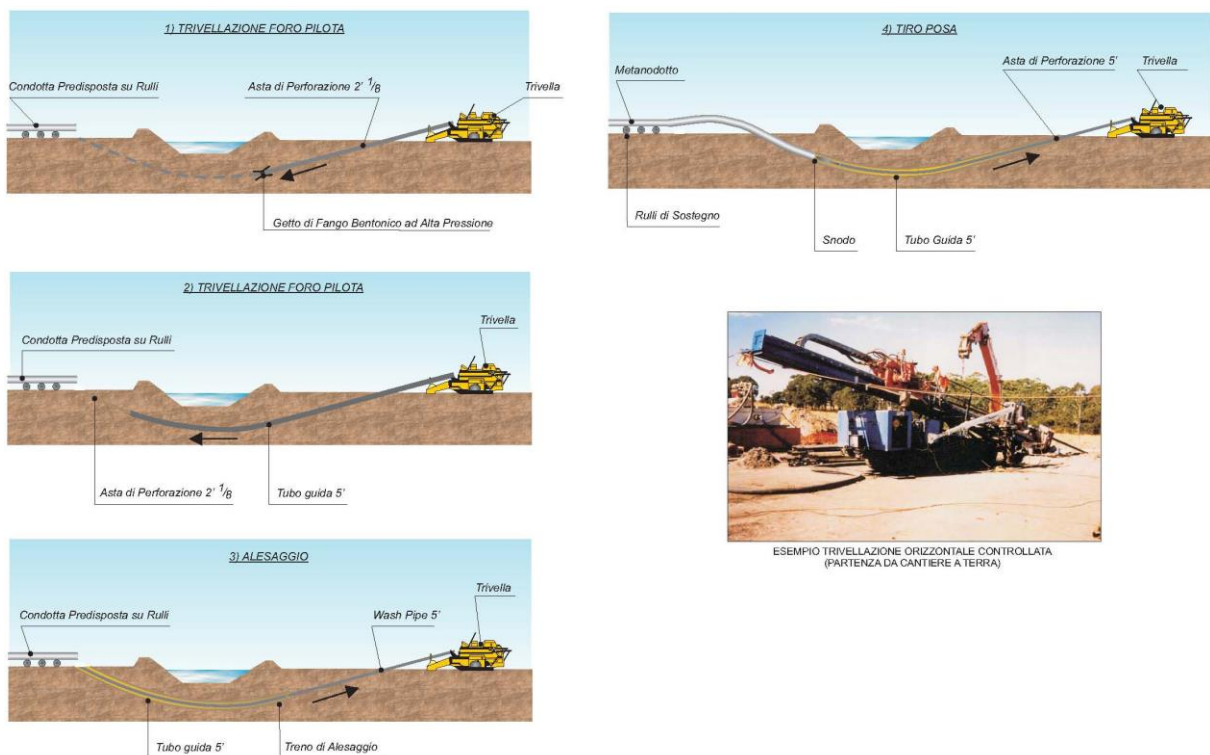 1) TRIVELLAZIONE FORO PILOTA
Condotta Predisposta su Rulli
Asta di Perforazione 2' 1/8
Trivella
Getto di Fango Bentonico ad Alta Pressione
2) TRIVELLAZIONE FORO PILOTA
Condotta Predisposta su Rulli
Trivella
Asta di Perforazione 2' 1/8
Tubo guida 5'
3) ALESAGGIO
Condotta Predisposta su Rulli
Wash Pipe 5'
Trivella
Tubo guida 5'
Treno di Alesaggio
4) TIRO POSA
Metanodotto
Asta di Perforazione 5'
Trivella
Rulli di Sostegno
Snodo
Tubo Guida 5'
ESEMPIO TRIVELLAZIONE ORIZZONTALE CONTROLLATA
(PARTENZA DA CANTIERE A TERRA)